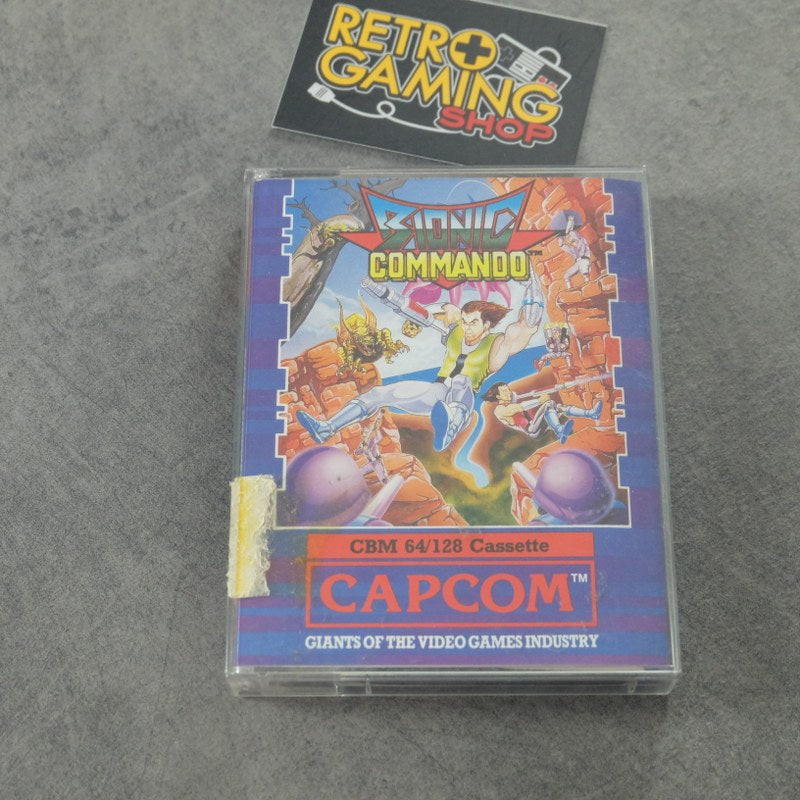 RETRO
GAMING
SHOP
BIONIC
COMMANDO™
CBM 64/128 Cassette
CAPCOM™
GIANTS OF THE VIDEO GAMES INDUSTRY